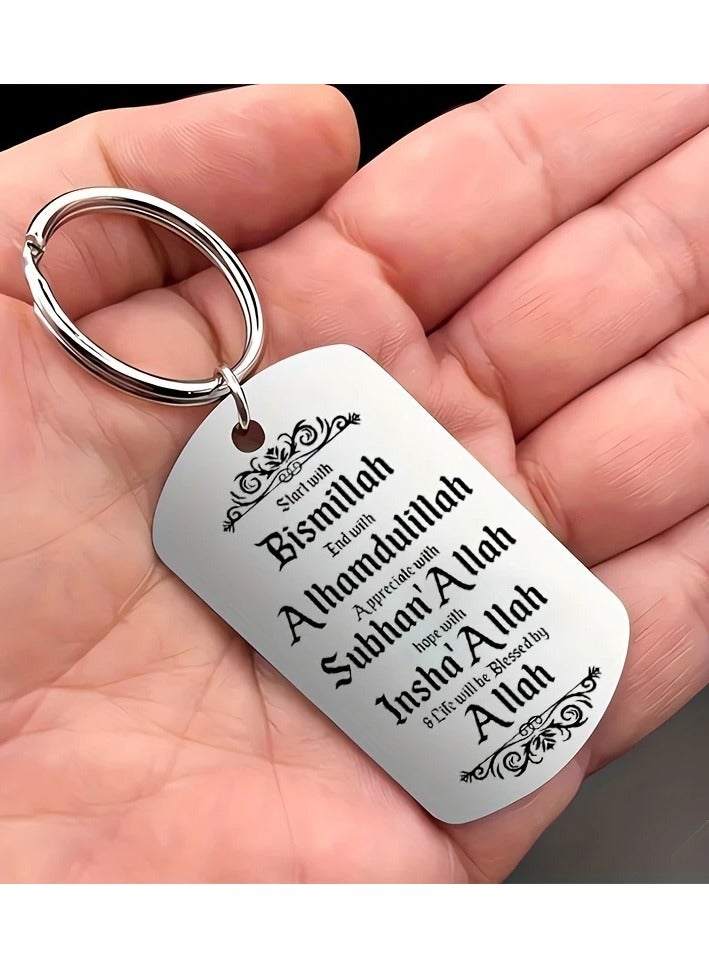 Start with
Bismillah
End with
Alhamdulillah
Appreciate with
Subhan'Allah
hope with
Insha'Allah
& Life will be Blessed by
Allah